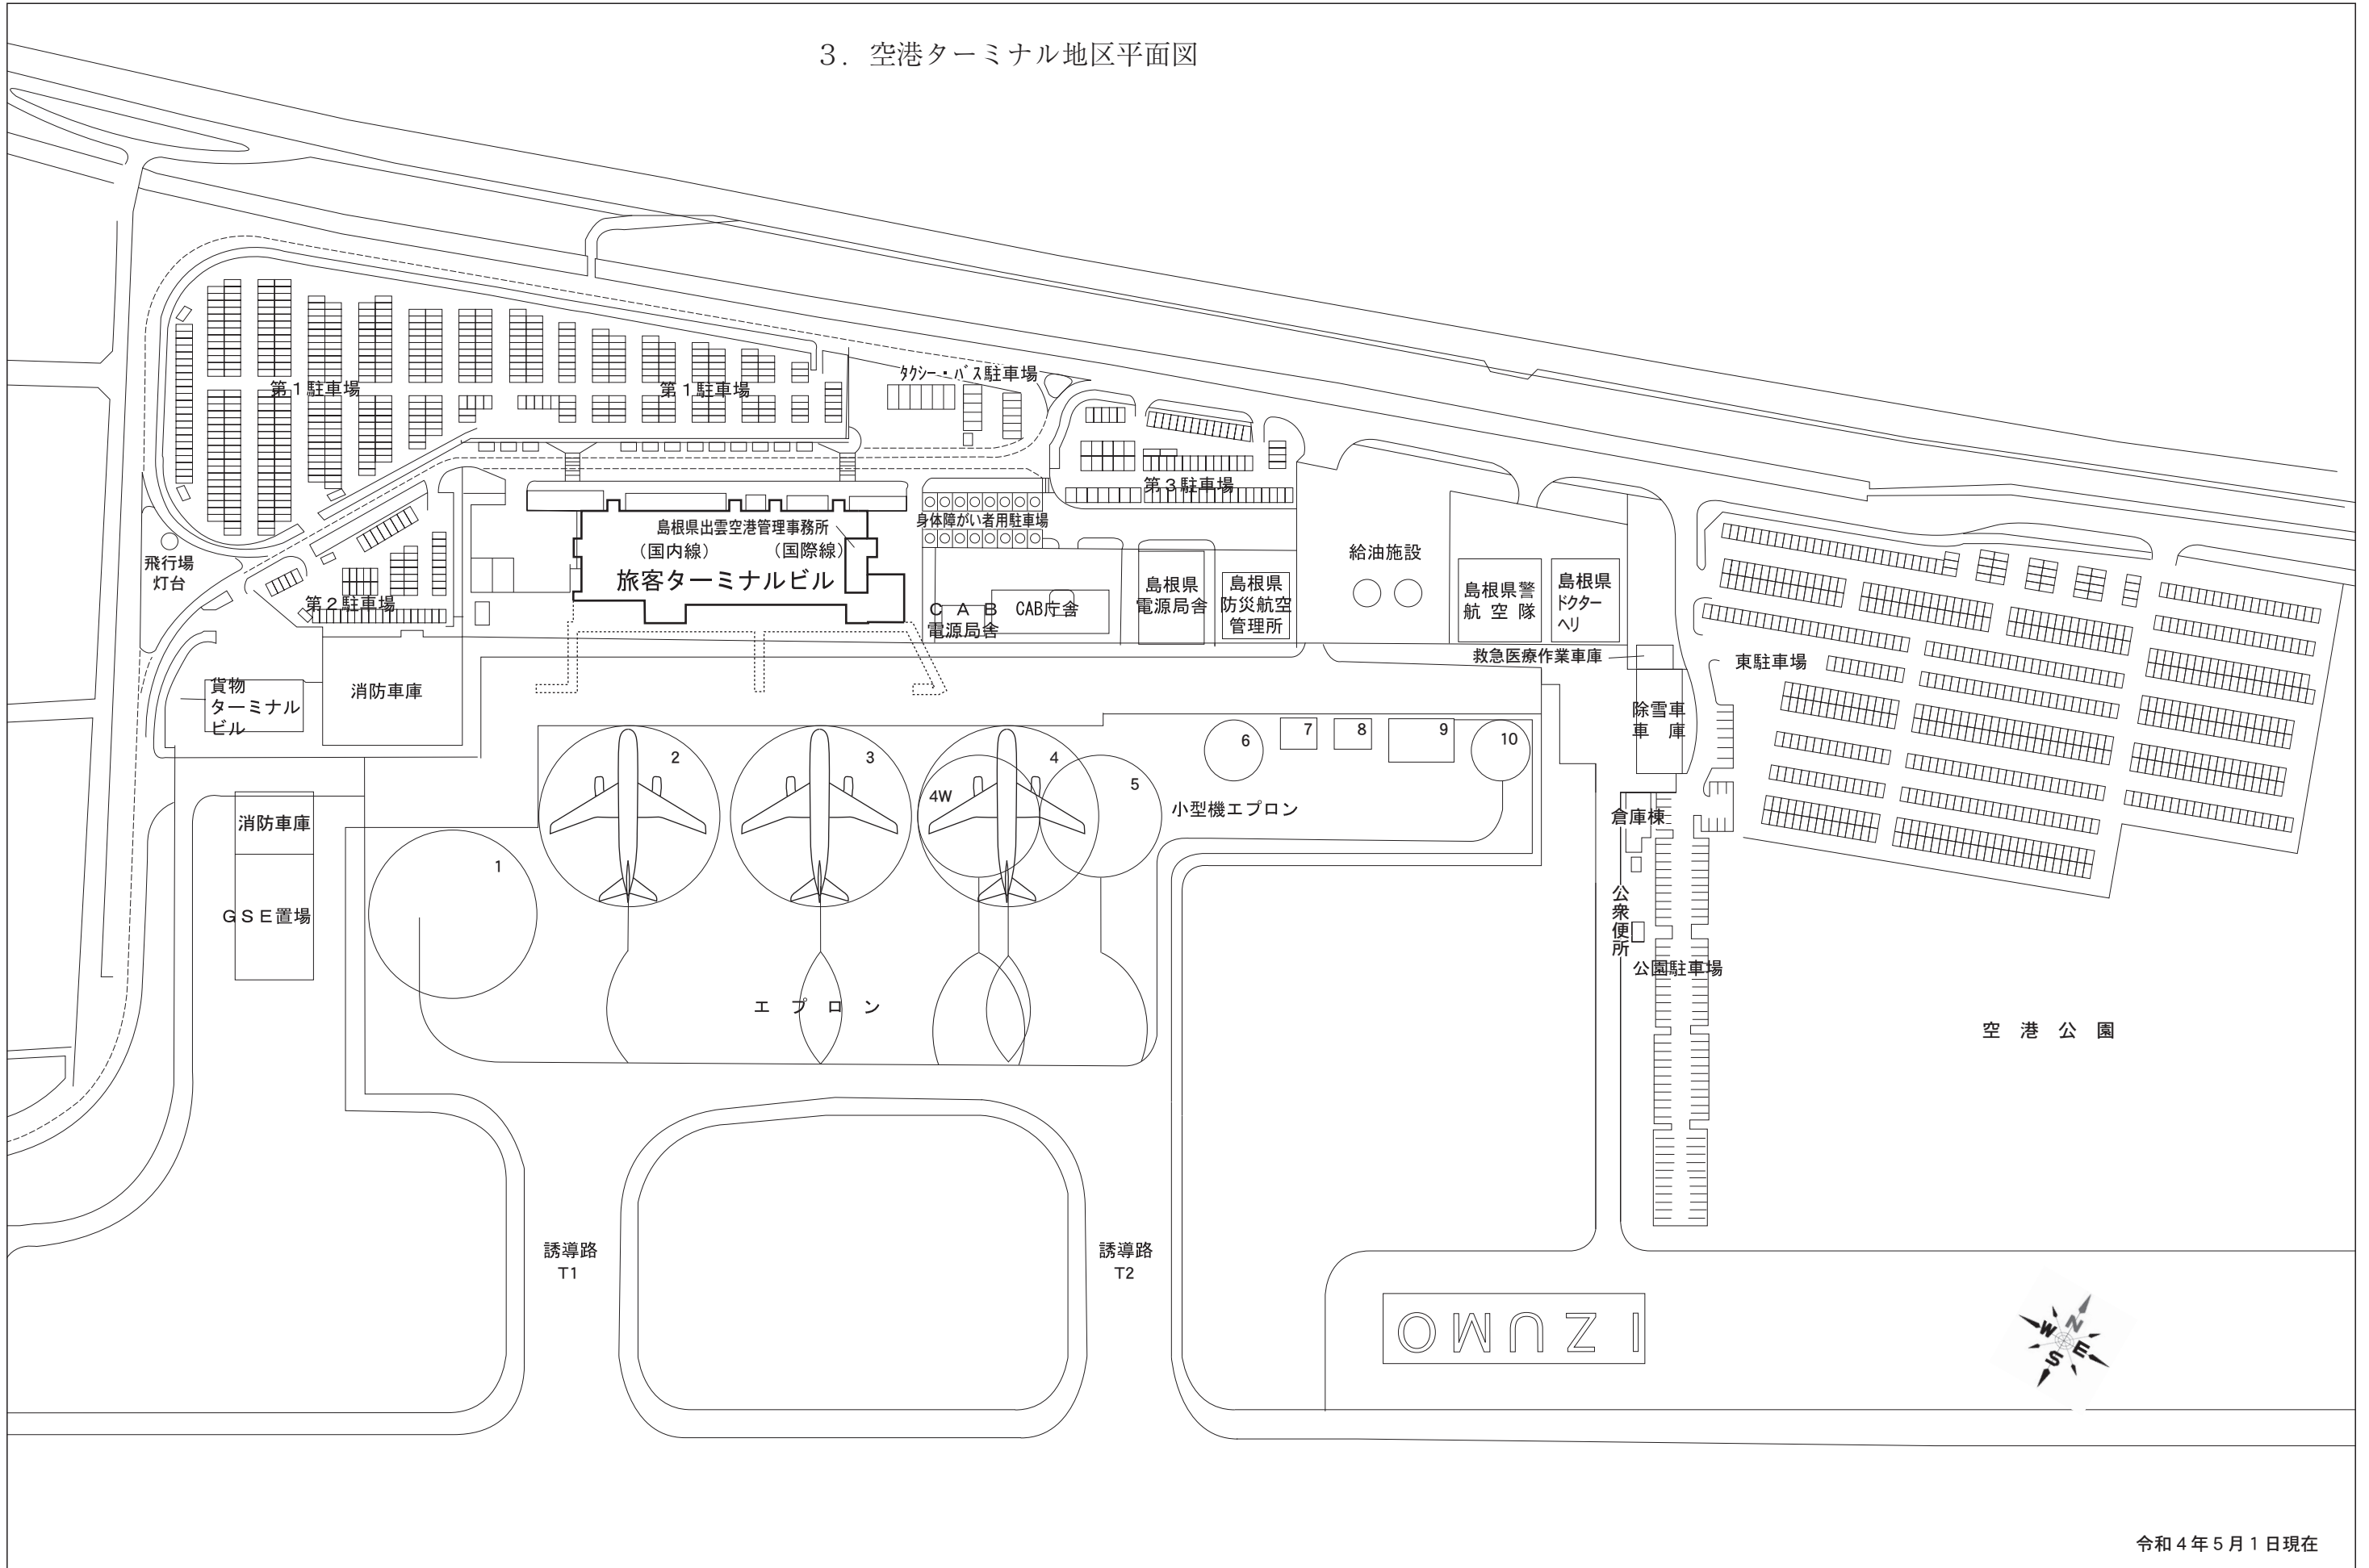 ３．空港ターミナル地区平面図
第１駐車場
第１駐車場
ﾀｸｼｰ・ﾊﾞｽ駐車場
第３駐車場
身体障がい者用駐車場
島根県出雲空港管理事務所
（国内線）
（国際線）
旅客ターミナルビル
飛行場
灯台
第２駐車場
ＣＡＢ
電源局舎
CAB庁舎
島根県
電源局舎
島根県
防災航空
管理所
給油施設
島根県警
航空隊
島根県
ﾄﾞｸﾀｰ
ﾍﾘ
救急医療作業車庫
東駐車場
貨物
ターミナル
ビル
消防車庫
除雪車
車庫
1
2
3
4
4W
5
6
7
8
9
10
小型機エプロン
倉庫棟
消防車庫
ＧＳＥ置場
公衆便所
公園駐車場
エプロン
空港公園
誘導路
T1
誘導路
T2
IZUMO
N
W
E
S
令和４年５月１日現在